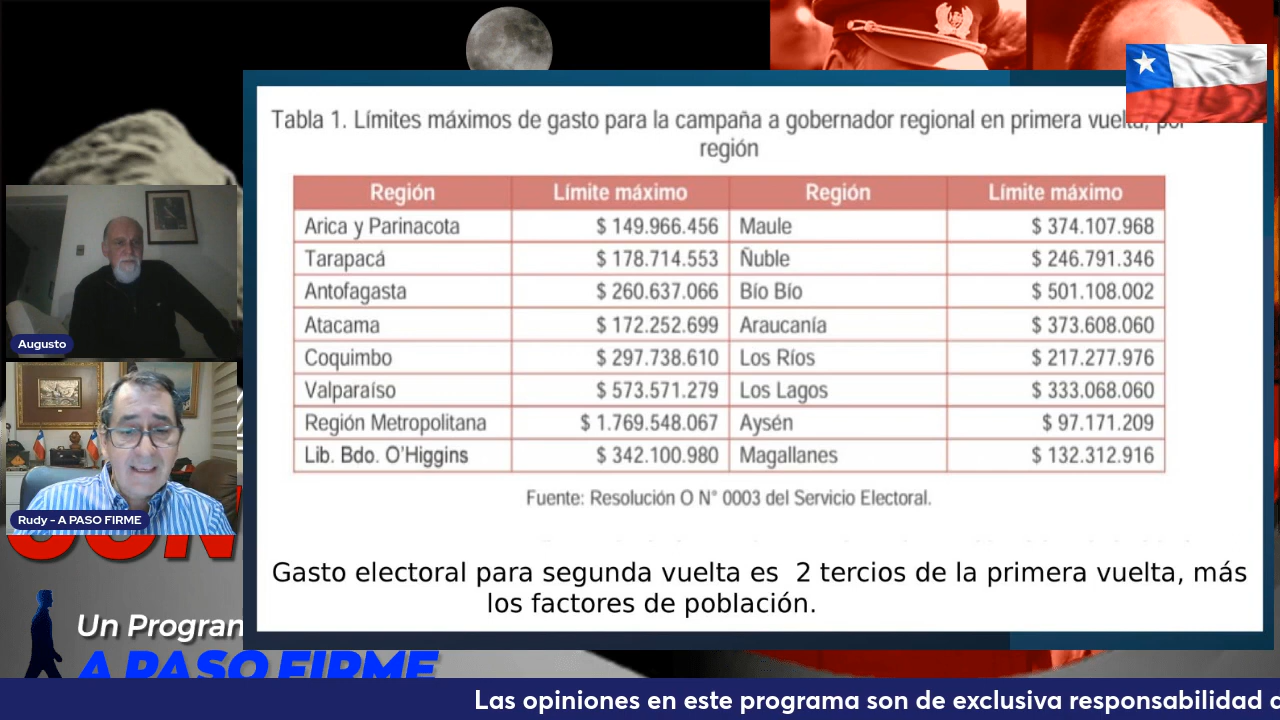 Tabla 1. Límites máximos de gasto para la campaña a gobernador regional en primera vuelta, por
región
Región Límite máximo Región Límite máximo
Arica y Parinacota $ 149.966.456 Maule $ 374.107.968
Tarapacá $ 178.714.553 Ñuble $ 246.791.346
Antofagasta $ 260.637.066 Bío Bío $ 501.108.002
Atacama $ 172.252.699 Araucanía $ 373.608.060
Coquimbo $ 297.738.610 Los Ríos $ 217.277.976
Valparaíso $ 573.571.279 Los Lagos $ 333.068.060
Región Metropolitana $ 1.769.548.067 Aysén $ 97.171.209
Lib. Bdo. O'Higgins $ 342.100.980 Magallanes $ 132.312.916
Fuente: Resolución O N° 0003 del Servicio Electoral.
Gasto electoral para segunda vuelta es 2 tercios de la primera vuelta, más
los factores de población.
Augusto
Rudy - A PASO FIRME
Un Program
A PASO FIRME
Las opiniones en este programa son de exclusiva responsabilidad